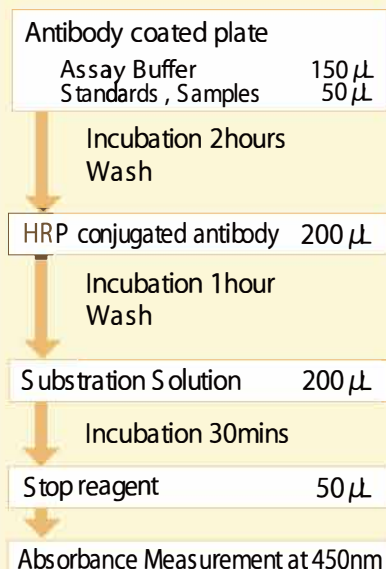 Antibody coated plate
Assay Buffer 150 µL
Standards , Samples 50 µL
Incubation 2hours
Wash
HRP conjugated antibody 200 µL
Incubation 1hour
Wash
Substration Solution 200 µL
Incubation 30mins
Stop reagent 50 µL
Absorbance Measurement at 450nm